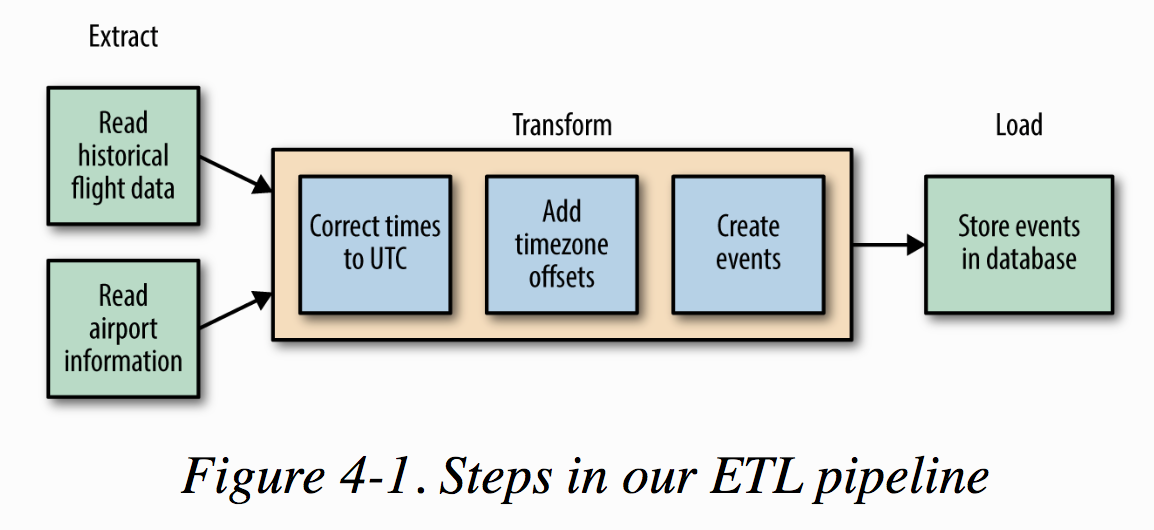 Extract
Read
historical
flight data
Read
airport
information
Transform
Correct times
to UTC
Add
timezone
offsets
Create
events
Load
Store events
in database
Figure 4-1. Steps in our ETL pipeline